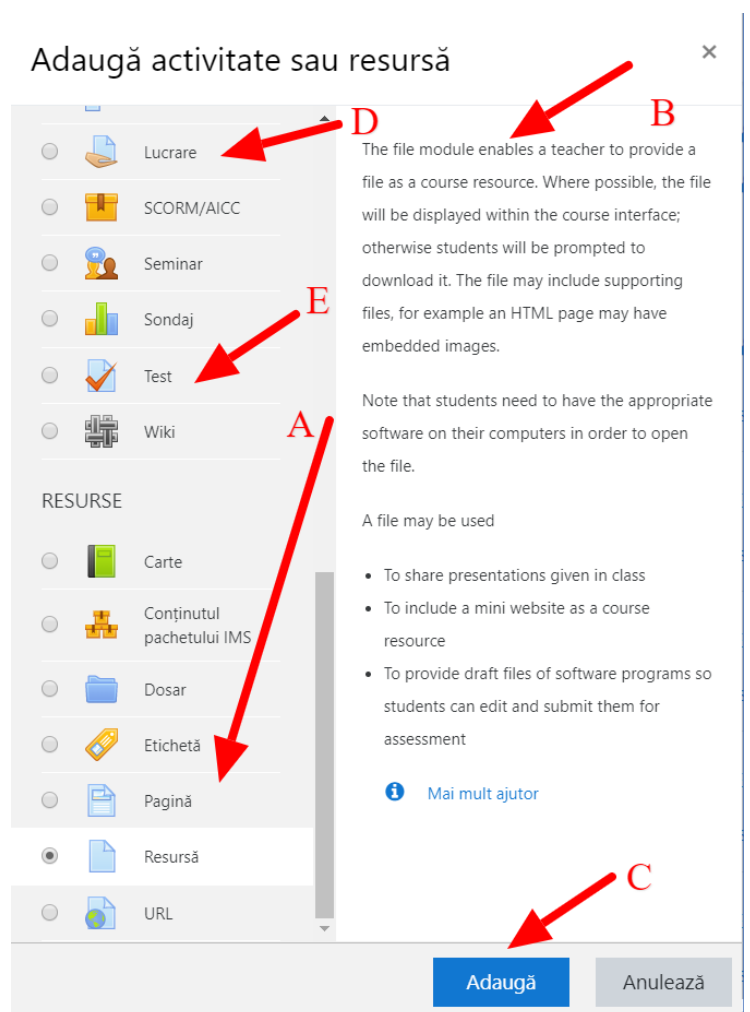 Adaugă activitate sau resursă
×
D
B
Lucrare
SCORM/AICC
Seminar
Sondaj
E
Test
Wiki
A
RESURSE
Carte
Conținutul
pachetului IMS
Dosar
Etichetă
Pagină
Resursă
URL
The file module enables a teacher to provide a
file as a course resource. Where possible, the file
will be displayed within the course interface;
otherwise students will be prompted to
download it. The file may include supporting
files, for example an HTML page may have
embedded images.
Note that students need to have the appropriate
software on their computers in order to open
the file.
A file may be used
• To share presentations given in class
• To include a mini website as a course
resource
• To provide draft files of software programs so
students can edit and submit them for
assessment
Mai mult ajutor
C
Adaugă
Anulează